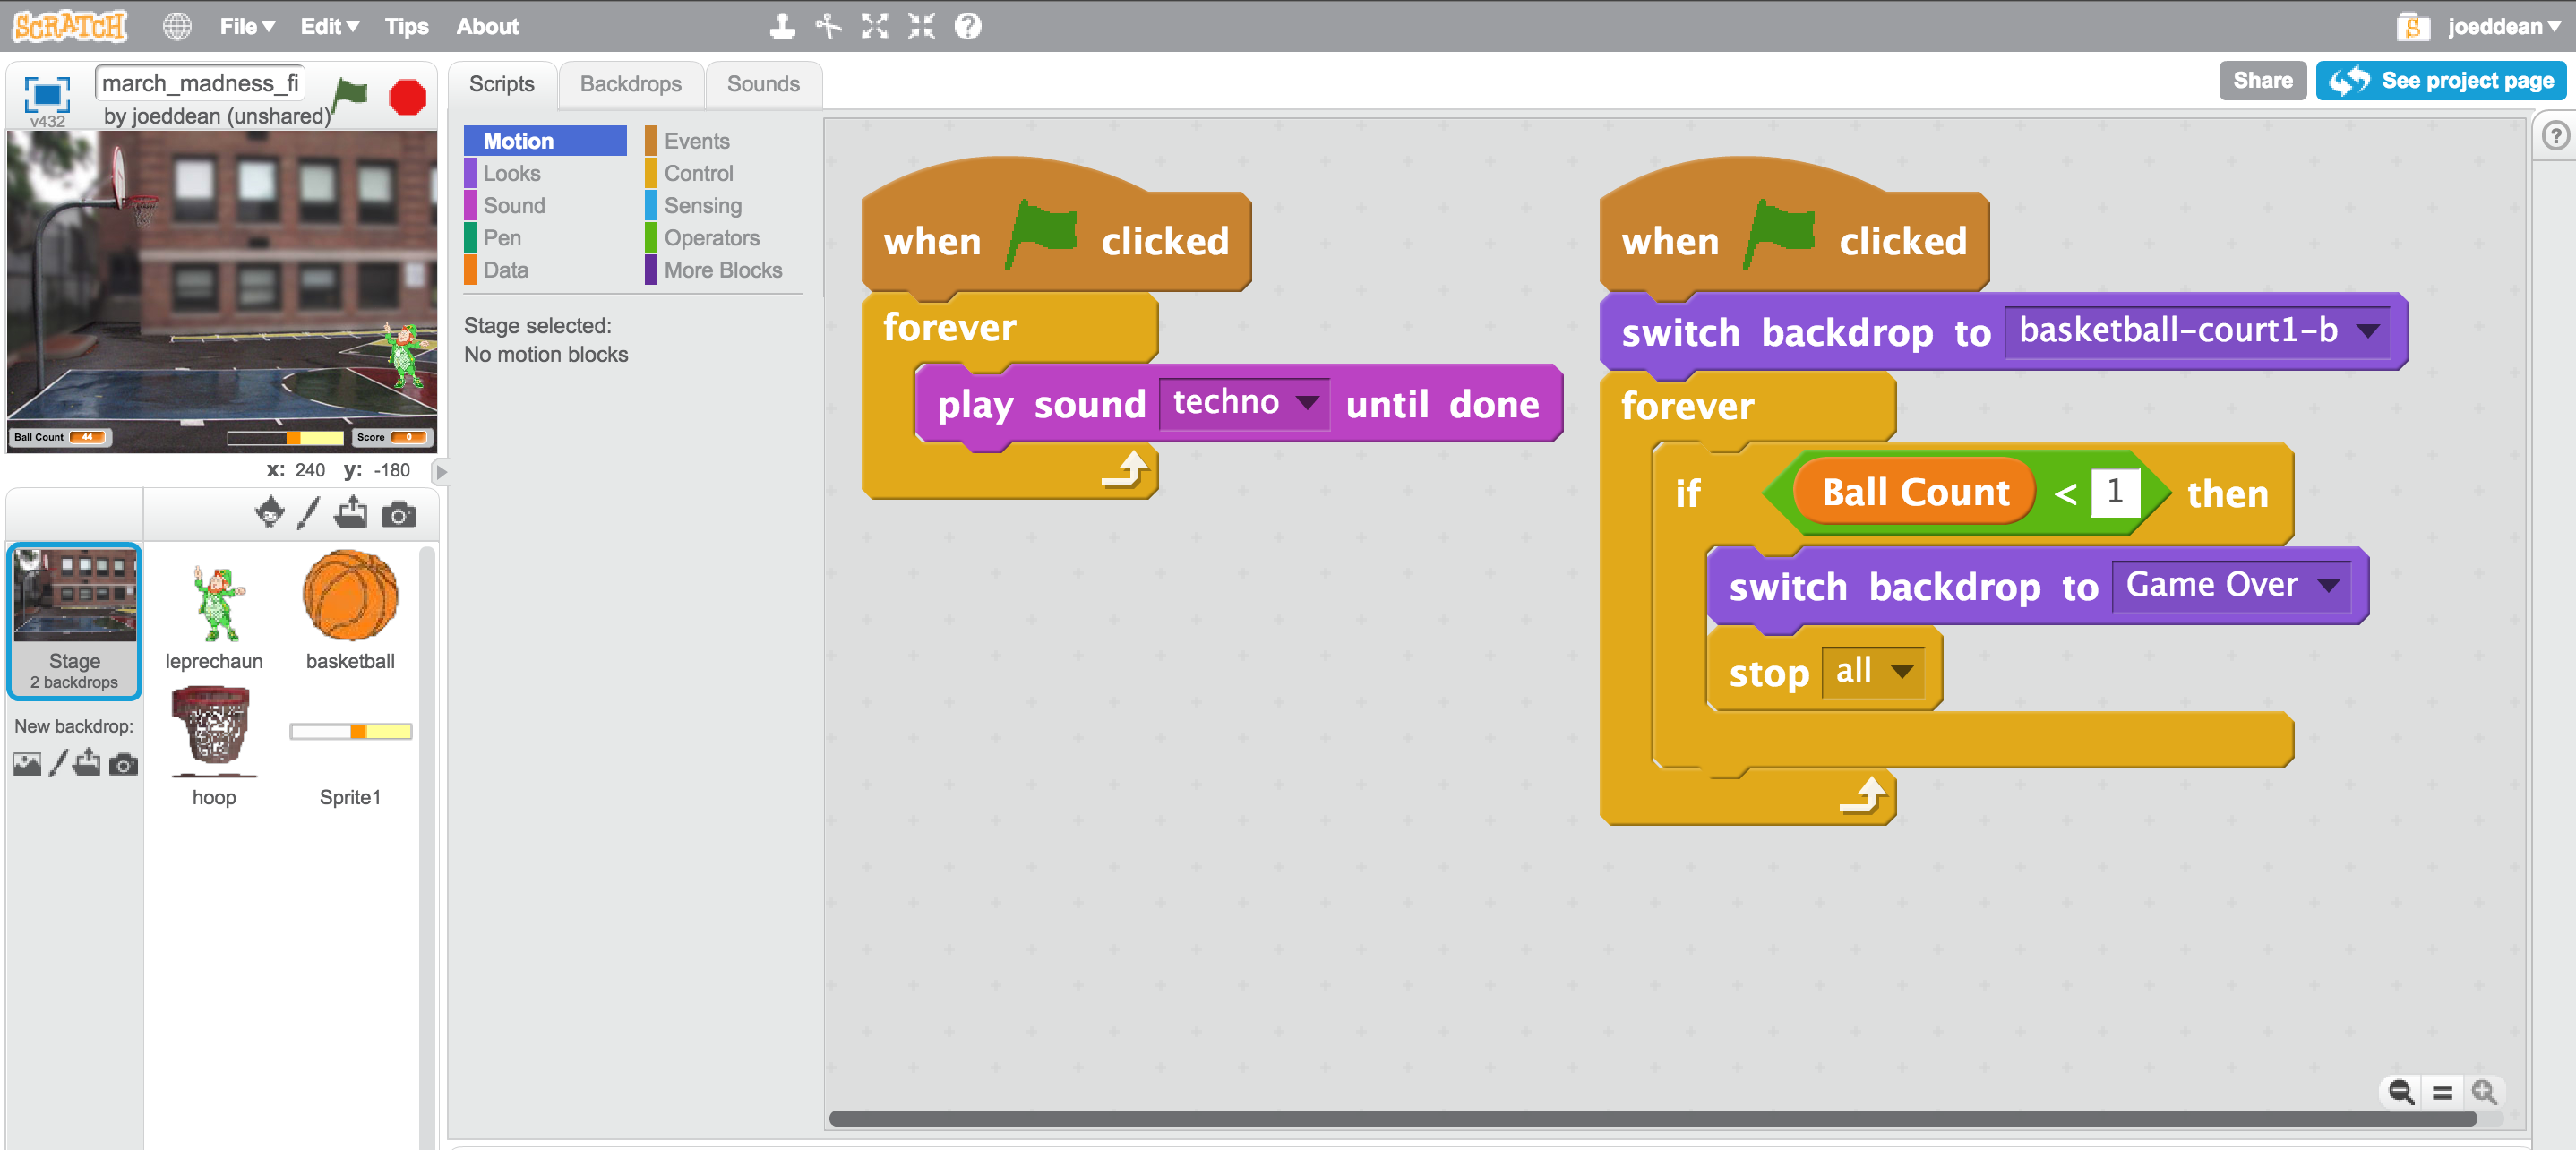 SCRATCH File Edit Tips About joeddean
march_madness_fi
by joeddean (unshared)
v432
Scripts Backdrops Sounds
Share See project page
Motion Events
Looks Control
Sound Sensing
Pen Operators
Data More Blocks
Stage selected:
No motion blocks
Ball Count 44 Score 0
x: 240 y: -180
Stage
2 backdrops
New backdrop:
leprechaun basketball
hoop Sprite1
when clicked
forever
play sound techno until done
when clicked
switch backdrop to basketball-court1-b
forever
if Ball Count < 1 then
switch backdrop to Game Over
stop all